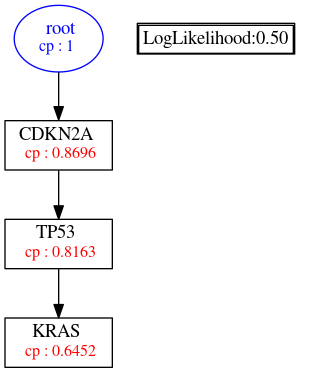 root
cp : 1
LogLikelihood:0.50
CDKN2A
cp : 0.8696
TP53
cp : 0.8163
KRAS
cp : 0.6452